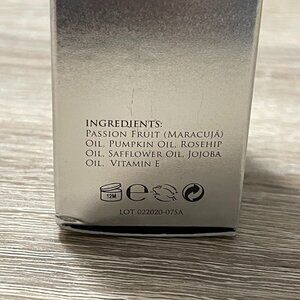 INGREDIENTS:
PASSION FRUIT (MARACUJÁ)
OIL, PUMPKIN OIL, ROSEHIP
OIL, SAFFLOWER OIL, JOJOBA
OIL, VITAMIN E
12M
LOT 022020-075A